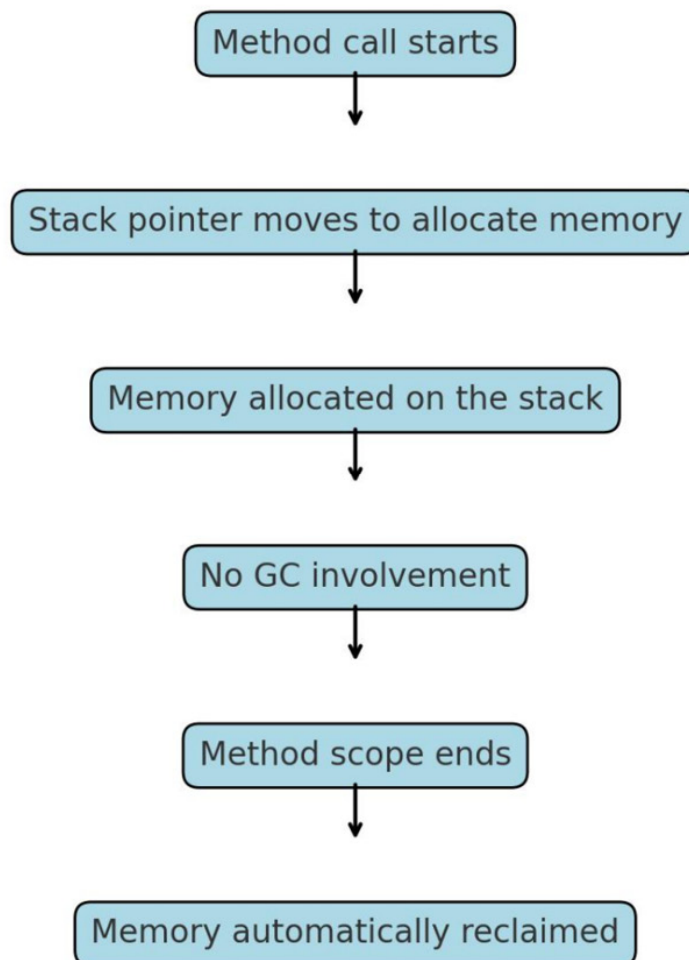 Method call starts
Stack pointer moves to allocate memory
Memory allocated on the stack
No GC involvement
Method scope ends
Memory automatically reclaimed